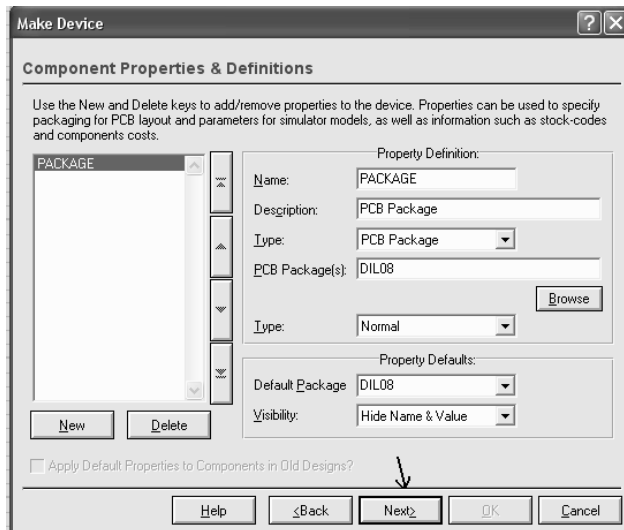 Make Device
Component Properties & Definitions
Use the New and Delete keys to add/remove properties to the device. Properties can be used to specify
packaging for PCB layout and parameters for simulator models, as well as information such as stock-codes
and components costs.
PACKAGE
New
Delete
Property Definition:
Name: PACKAGE
Description: PCB Package
Type: PCB Package
PCB Package(s): DIL08
Browse
Type: Normal
Property Defaults:
Default Package DIL08
Visibility: Hide Name & Value
Apply Default Properties to Components in Old Designs?
Help
<Back
Next>
OK
Cancel